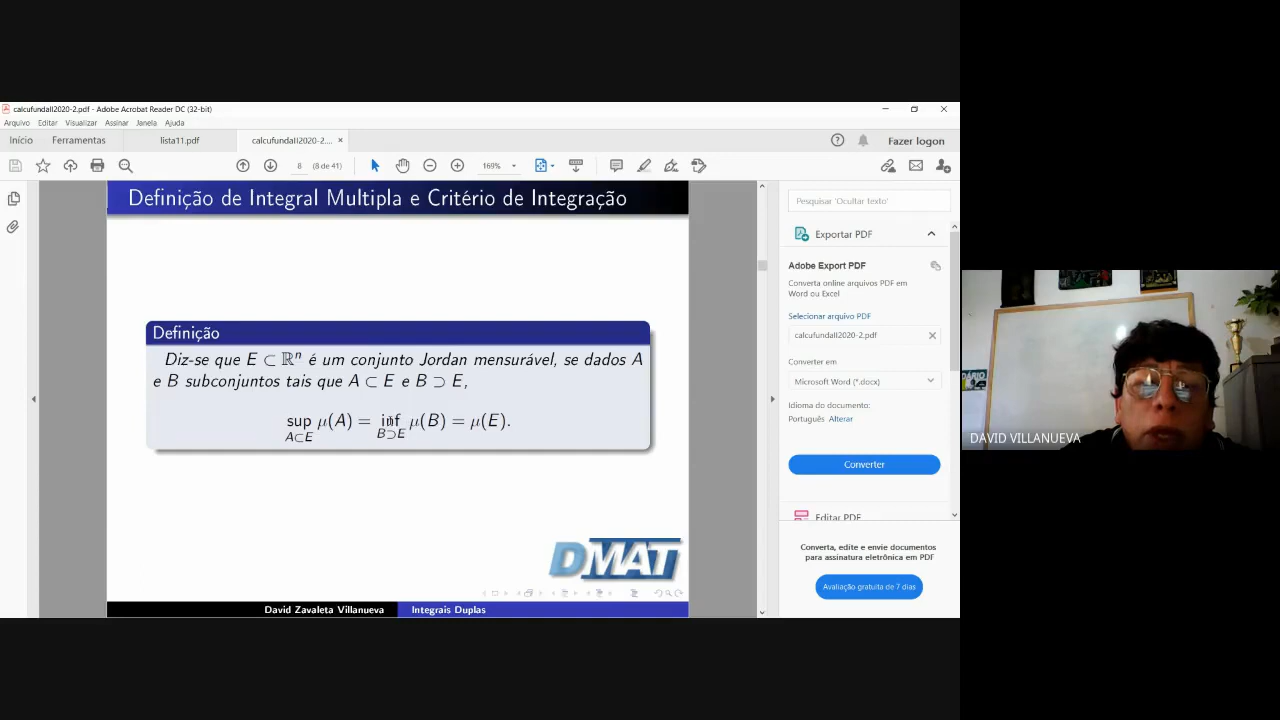 calcufundaII2020-2.pdf - Adobe Acrobat Reader DC (32-bit)
Arquivo Editar Visualizar Assinar Janela Ajuda
Início Ferramentas lista11.pdf calcufundaII2020-2.... × Fazer logon
8 (8 de 41) 169%
Definição de Integral Multipla e Critério de Integração
Definição
Diz-se que E ⊂ ℝⁿ é um conjunto Jordan mensurável, se dados A
e B subconjuntos tais que A ⊂ E e B ⊃ E,
sup μ(A) = inf μ(B) = μ(E).
A⊂E B⊃E
DMAT
David Zavaleta Villanueva Integrais Duplas
Pesquisar 'Ocultar texto'
Exportar PDF
Adobe Export PDF
Converta online arquivos PDF em
Word ou Excel
Selecionar arquivo PDF
calcufundaII2020-2.pdf
Converter em
Microsoft Word (*.docx)
Idioma do documento:
Português Alterar
Converter
Editar PDF
Converta, edite e envie documentos
para assinatura eletrônica em PDF
Avaliação gratuita de 7 dias
DAVID VILLANUEVA